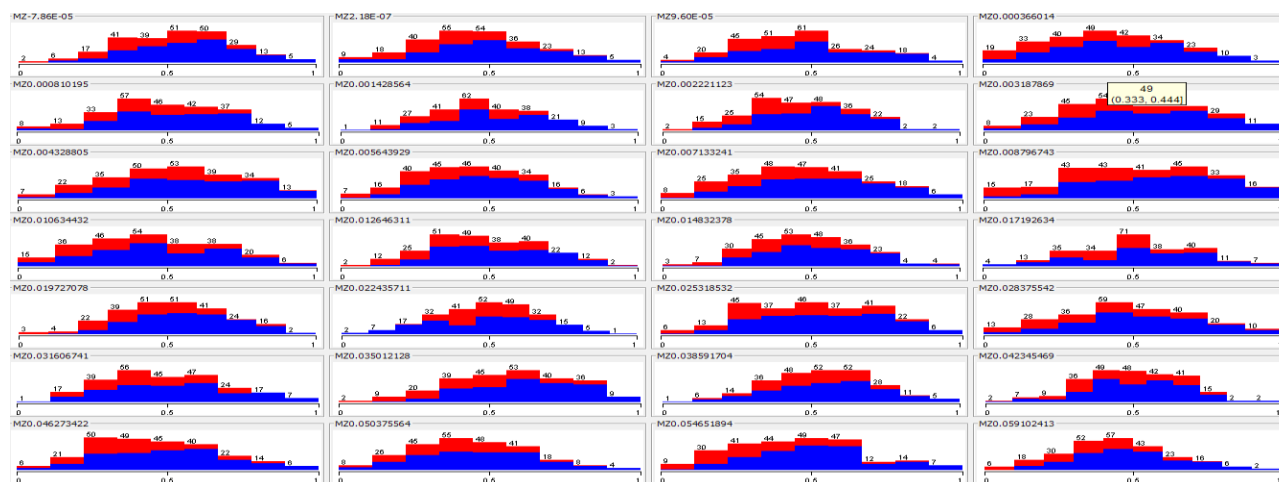 MZ-7.86E-05 MZ2.18E-07 MZ9.60E-05 MZ0.000366014
2 6 17 41 39 51 50 29 13 5 9 18 40 55 54 36 23 13 5 4 20 45 51 61 26 24 18 4 19 33 40 49 42 34 23 10 3
0 0.5 1 0 0.5 1 0 0.5 1 0 0.5 1
MZ0.000810195 MZ0.001428564 MZ0.002221123 MZ0.003187869
8 13 33 57 46 42 37 12 5 1 11 27 41 62 40 38 21 9 3 2 15 25 54 47 48 36 22 2 2 8 23 45 54 49 (0.333, 0.444] 29 11
0 0.5 1 0 0.5 1 0 0.5 1 0 0.5 1
MZ0.004328805 MZ0.005643929 MZ0.007133241 MZ0.008796743
7 22 35 50 53 39 34 13 7 16 40 45 46 40 34 16 6 3 8 25 35 48 47 41 25 18 6 15 17 43 43 41 45 33 16
0 0.5 1 0 0.5 1 0 0.5 1 0 0.5 1
MZ0.010634432 MZ0.012646311 MZ0.014832378 MZ0.017192634
15 36 46 54 38 38 20 6 2 12 25 51 49 38 40 22 12 2 3 7 30 45 53 48 36 23 4 4 4 13 35 34 71 38 40 11 7
0 0.5 1 0 0.5 1 0 0.5 1 0 0.5 1
MZ0.019727078 MZ0.022435711 MZ0.025318532 MZ0.028375542
3 4 22 39 51 51 41 24 16 2 2 7 17 32 41 52 49 32 15 5 1 6 13 45 37 46 37 41 22 6 13 28 36 59 47 40 20 10
0 0.5 1 0 0.5 1 0 0.5 1 0 0.5 1
MZ0.031606741 MZ0.035012128 MZ0.038591704 MZ0.042345469
1 17 39 56 45 47 24 17 7 2 9 20 39 45 53 40 36 9 1 6 14 36 48 52 52 28 11 5 2 7 9 36 49 48 42 41 15 2 2
0 0.5 1 0 0.5 1 0 0.5 1 0 0.5 1
MZ0.046273422 MZ0.050375564 MZ0.054651894 MZ0.059102413
6 21 50 49 45 40 22 14 6 8 26 45 55 48 41 18 8 4 9 30 41 44 49 47 12 14 7 6 18 30 52 57 43 23 16 6 2
0 0.5 1 0 0.5 1 0 0.5 1 0 0.5 1